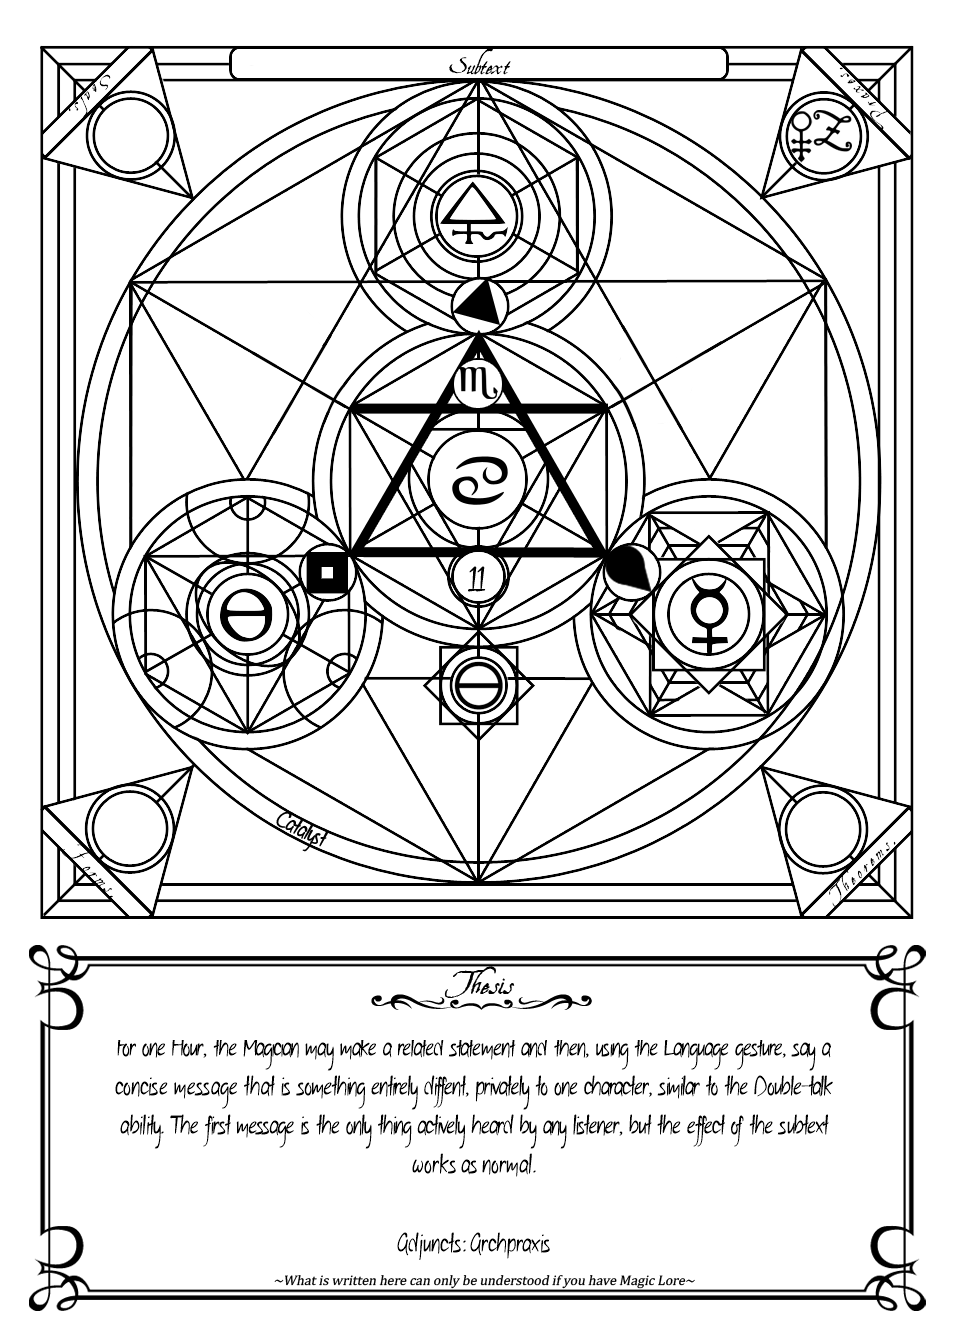 Subtext
Seals.
Praxes.
11
Catalyst
Forms.
Theorems.
Thesis
For one Hour, the Magician may make a related statement and then, using the Language gesture, say a
concise message that is something entirely diffent, privately to one character, similar to the Double-talk
ability. The first message is the only thing actively heard by any listener, but the effect of the subtext
works as normal.
Adjuncts: Archpraxis
~What is written here can only be understood if you have Magic Lore~